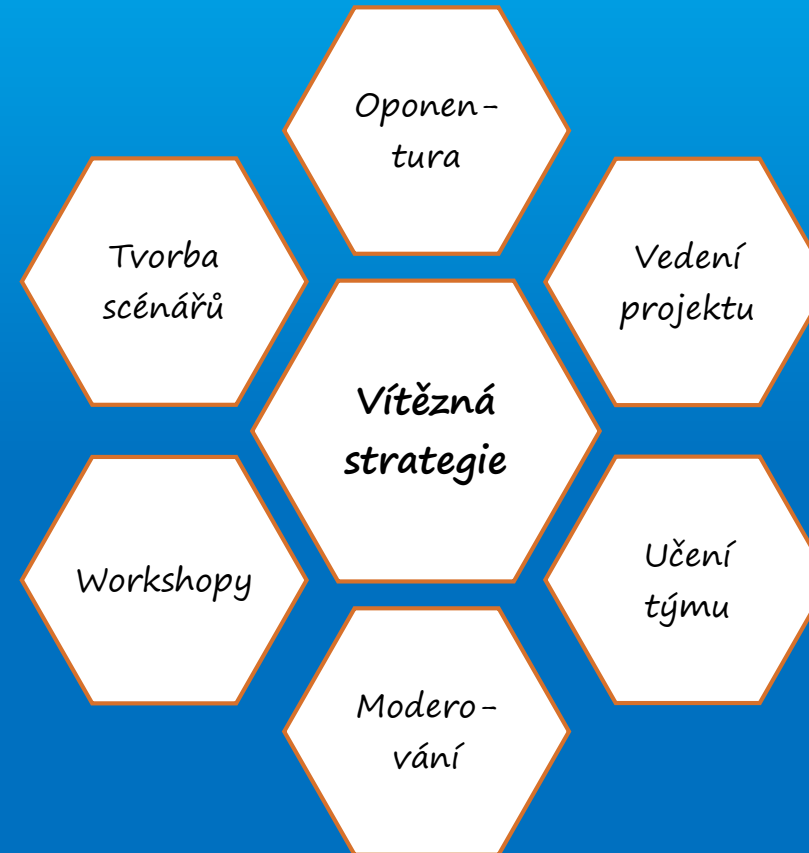 Oponen-
tura
Tvorba
scénářů
Vedení
projektu
Vítězná
strategie
Workshopy
Učení
týmu
Modero-
vání